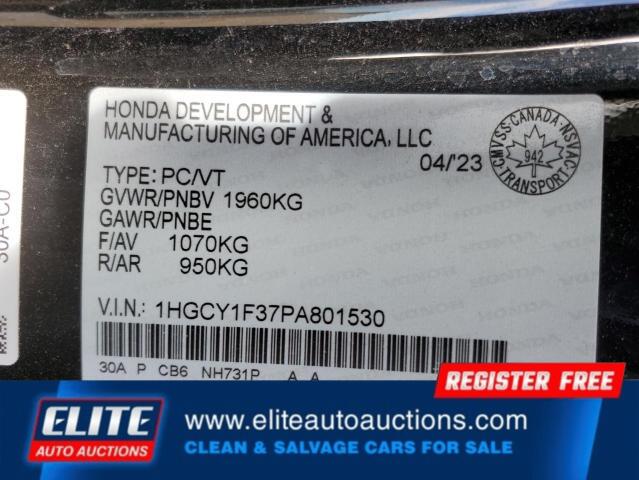 HONDA DEVELOPMENT &
MANUFACTURING OF AMERICA, LLC
04/'23
CMVSS-CANADA-NSVAC
942
TRANSPORT
TYPE: PC/VT
GVWR/PNBV 1960KG
GAWR/PNBE
F/AV 1070KG
R/AR 950KG
V.I.N.: 1HGCY1F37PA801530
30A P CB6 NH731P A A
30A-C0
REGISTER FREE
ELITE
AUTO AUCTIONS
www.eliteautoauctions.com
CLEAN & SALVAGE CARS FOR SALE